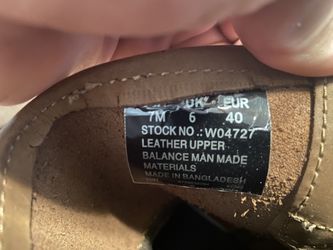 UK EUR
7M 6 40
STOCK NO.: W04727
LEATHER UPPER
BALANCE MAN MADE
MATERIALS
MADE IN BANGLADESH